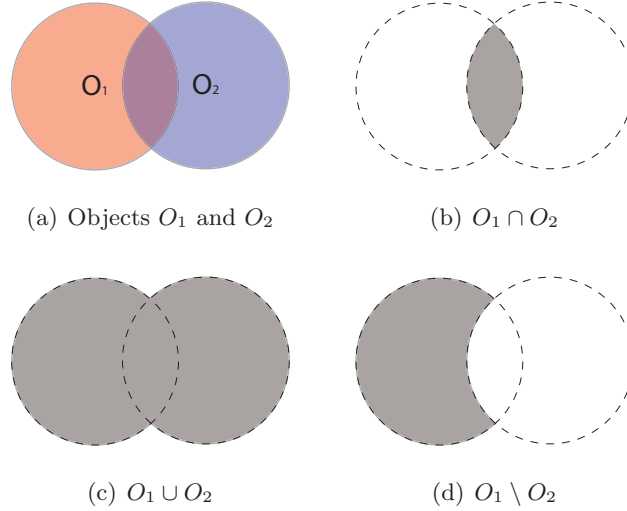 O₁ O₂
(a) Objects O₁ and O₂
(b) O₁ ∩ O₂
(c) O₁ ∪ O₂
(d) O₁ \ O₂